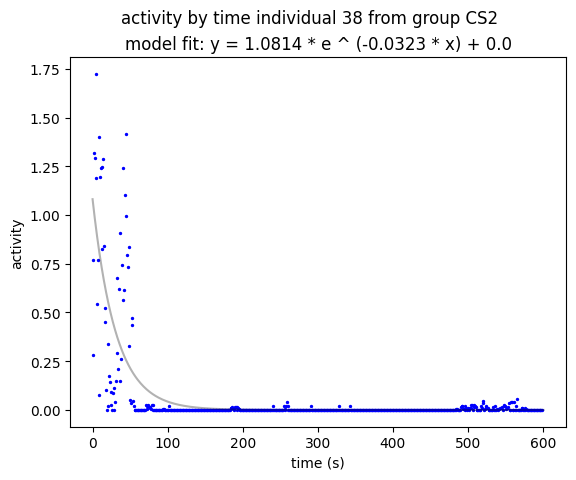 activity by time individual 38 from group CS2
model fit: y = 1.0814 * e ^ (-0.0323 * x) + 0.0
1.75
1.50
1.25
1.00
0.75
0.50
0.25
0.00
activity
0 100 200 300 400 500 600
time (s)